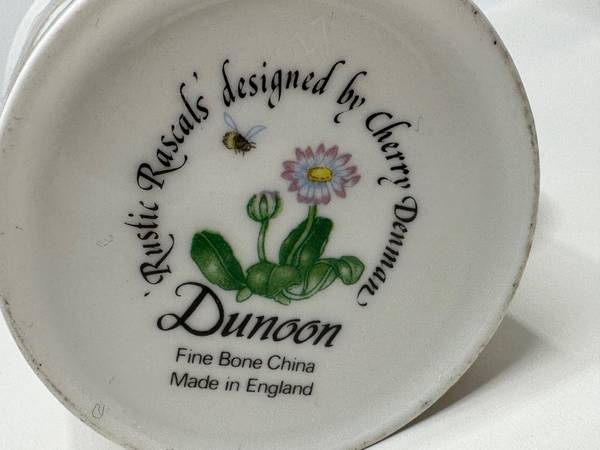 'Rustic Rascals' designed by Cherry Denman
Dunoon
Fine Bone China
Made in England